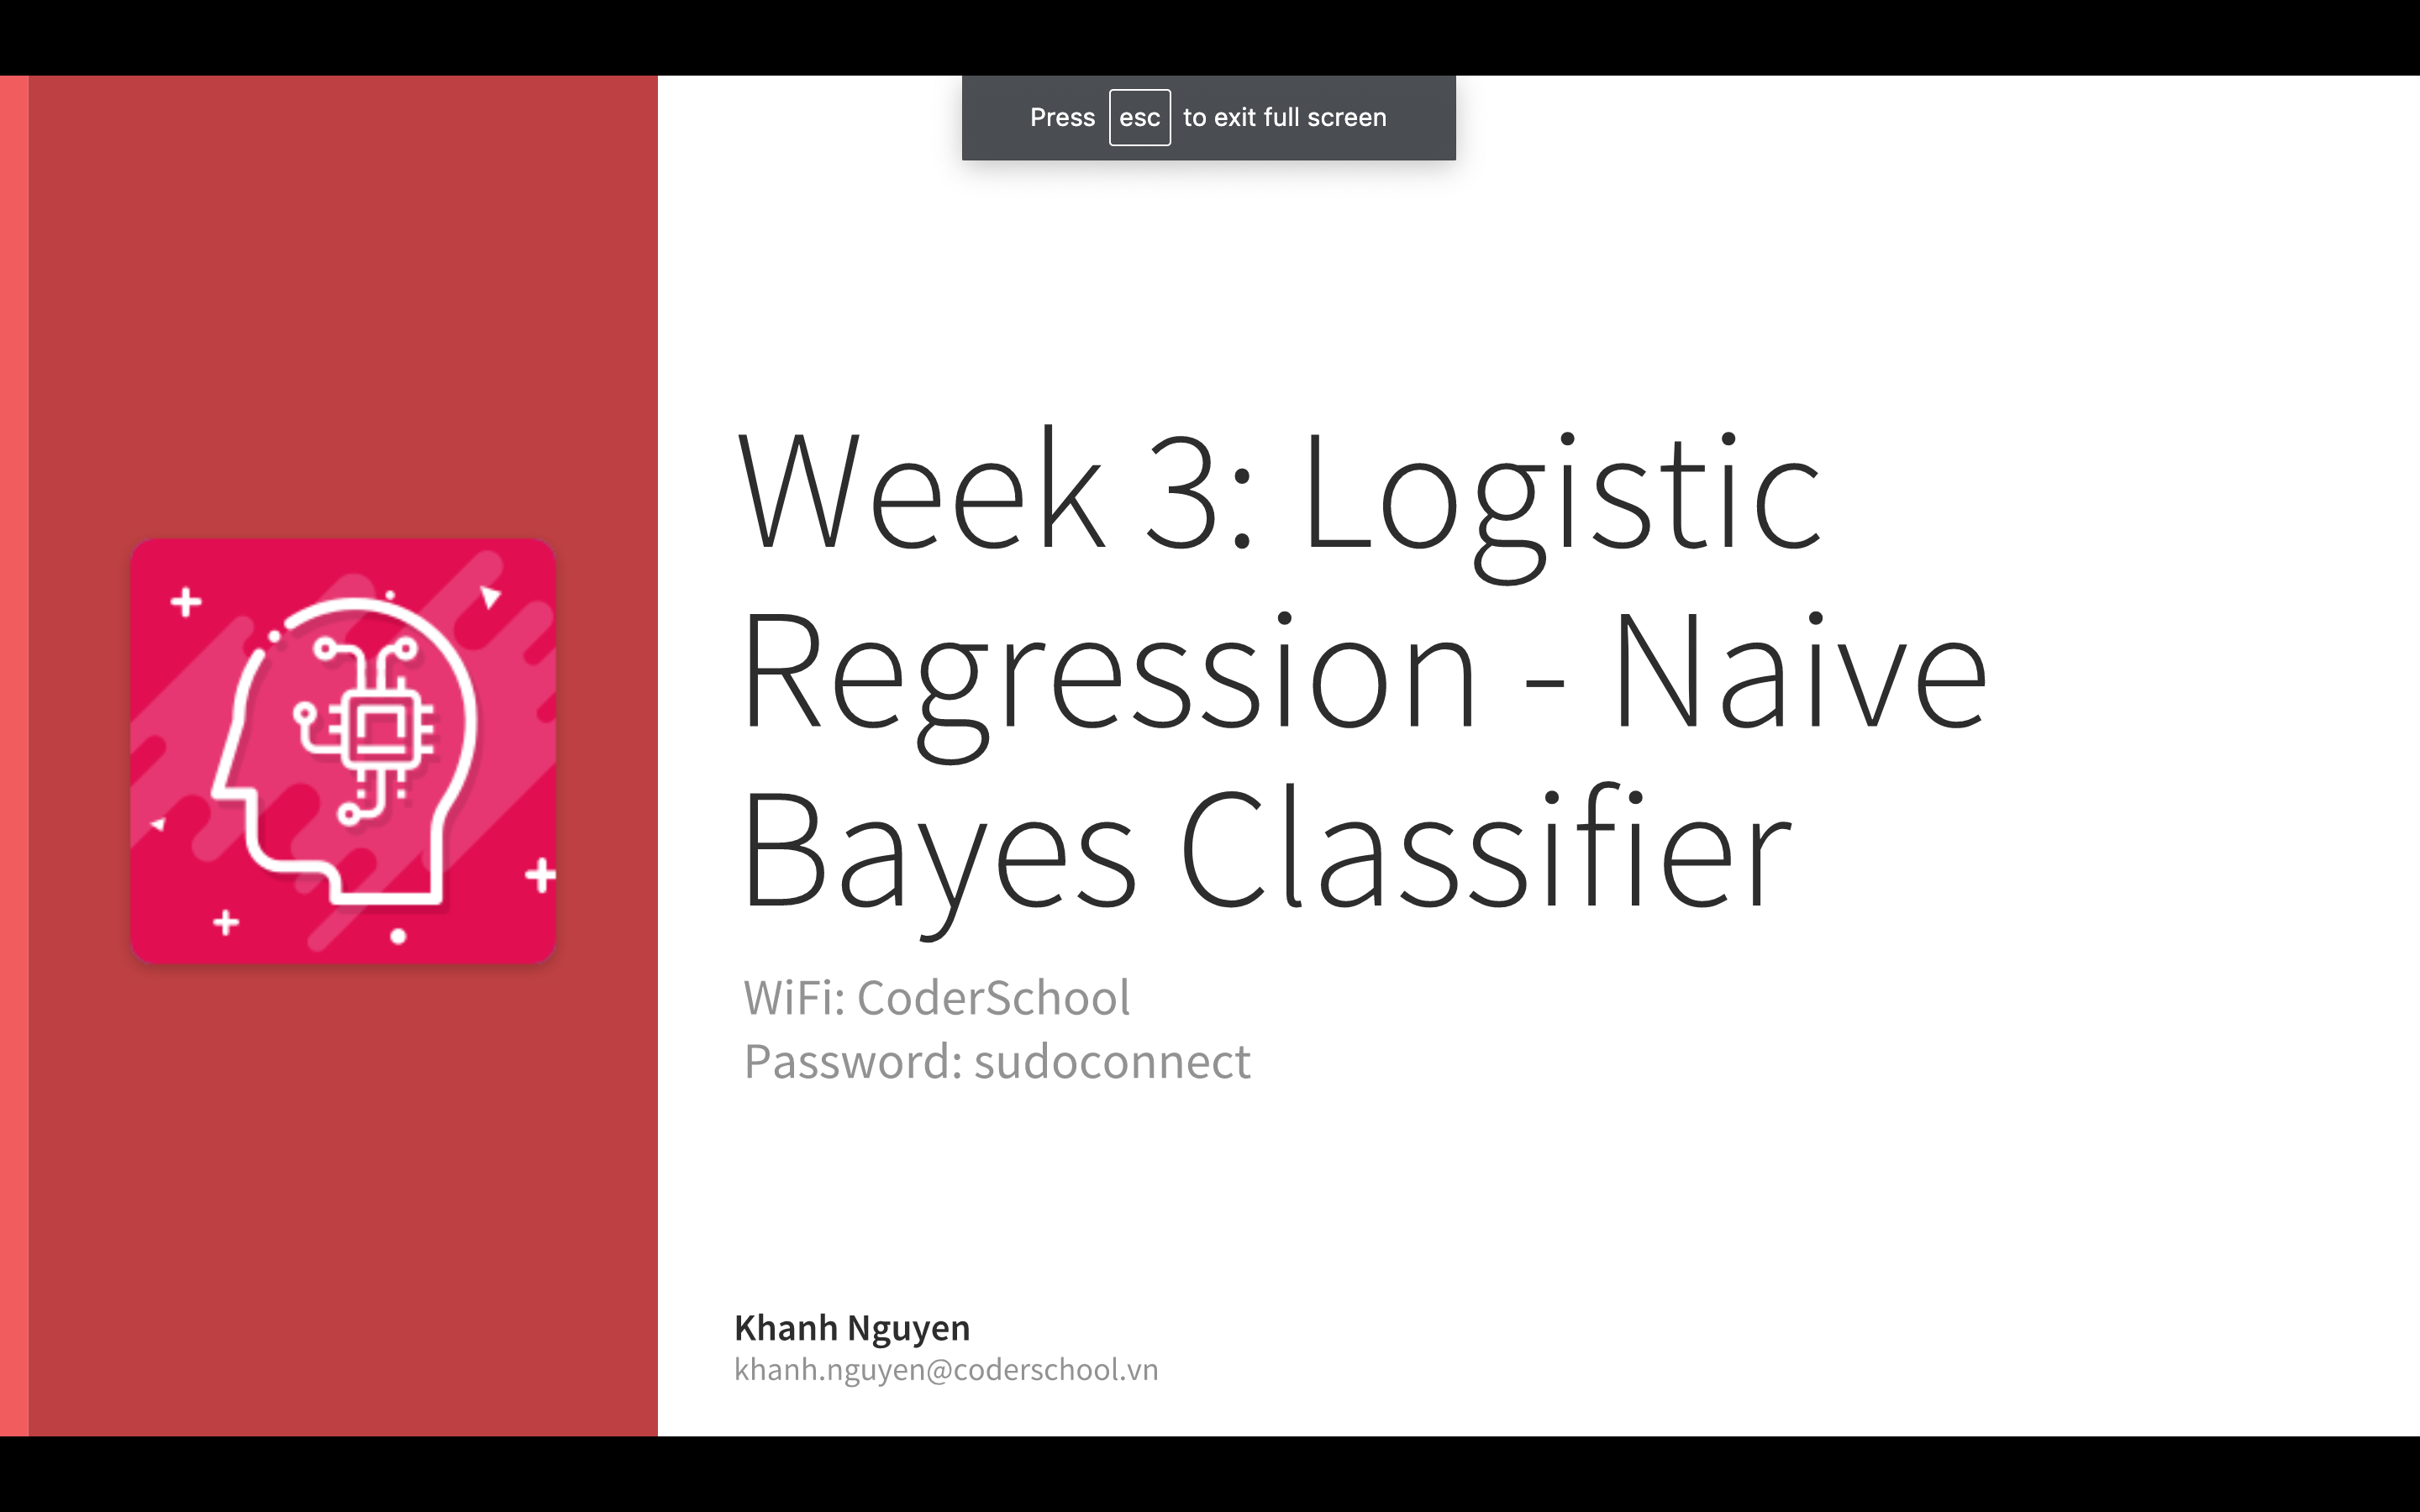 Press esc to exit full screen
Week 3: Logistic
Regression - Naive
Bayes Classifier
WiFi: CoderSchool
Password: sudoconnect
Khanh Nguyen
khanh.nguyen@coderschool.vn